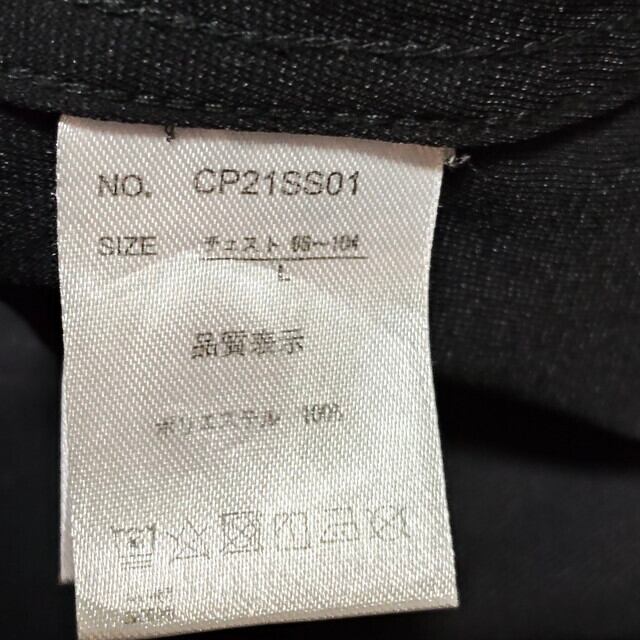 NO. CP21SS01
SIZE チェスト 96〜104
L
品質表示
ポリエステル 100%